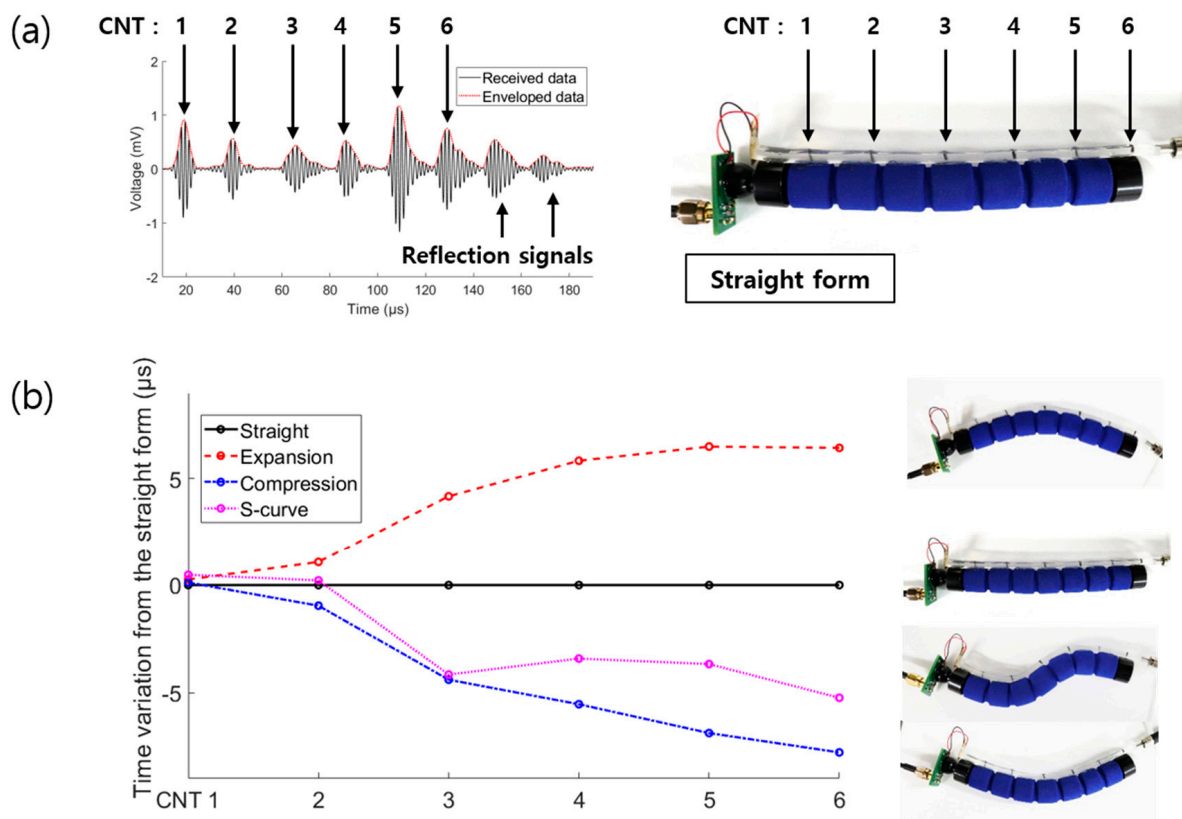 (a)
CNT : 1 2 3 4 5 6
2
1
0
-1
-2
Voltage (mV)
Received data
Enveloped data
Reflection signals
20 40 60 80 100 120 140 160 180
Time (μs)
CNT : 1 2 3 4 5 6
Straight form
(b)
Time variation from the straight form (μs)
Straight
Expansion
Compression
S-curve
5
0
-5
CNT 1 2 3 4 5 6